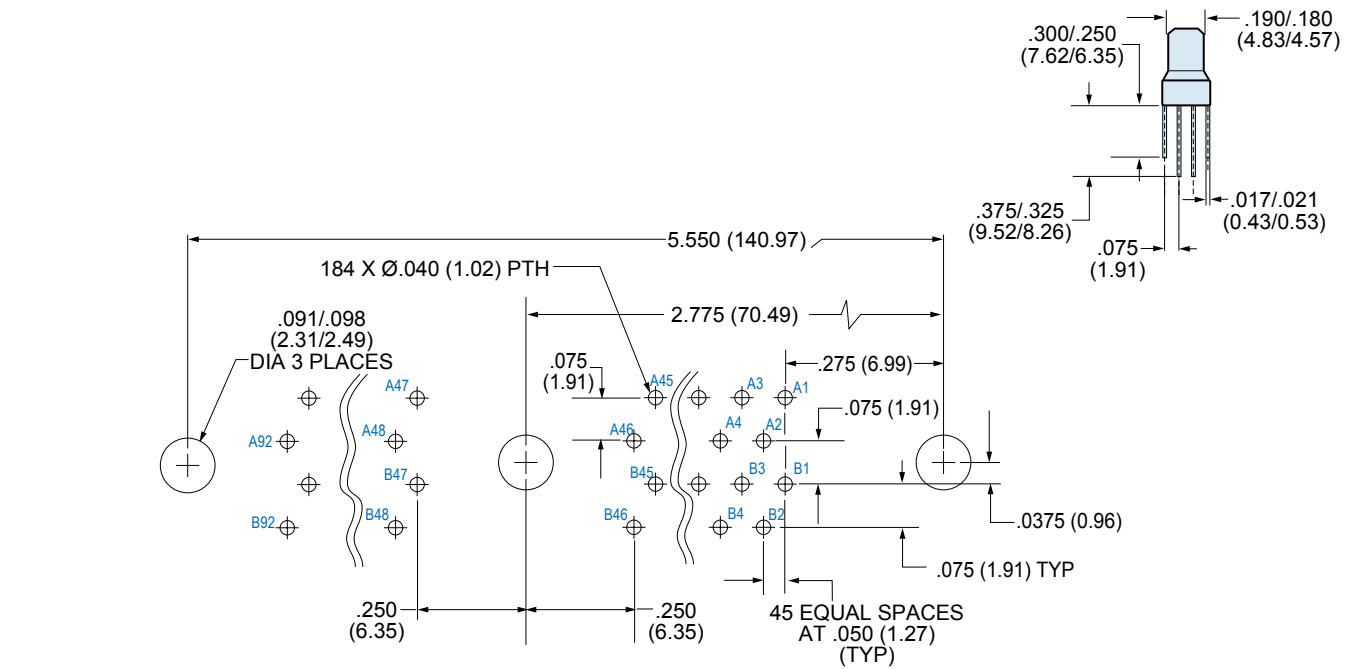 .190/.180
(4.83/4.57)
.300/.250
(7.62/6.35)
.375/.325
(9.52/8.26)
.017/.021
(0.43/0.53)
.075
(1.91)
5.550 (140.97)
184 X Ø.040 (1.02) PTH
2.775 (70.49)
.091/.098
(2.31/2.49)
DIA 3 PLACES
.075
(1.91)
.275 (6.99)
A47
A45
A3
A1
.075 (1.91)
A92
A48
A46
A4
A2
B47
B45
B3
B1
B92
B48
B46
B4
B2
.0375 (0.96)
.075 (1.91) TYP
.250
(6.35)
.250
(6.35)
45 EQUAL SPACES
AT .050 (1.27)
(TYP)